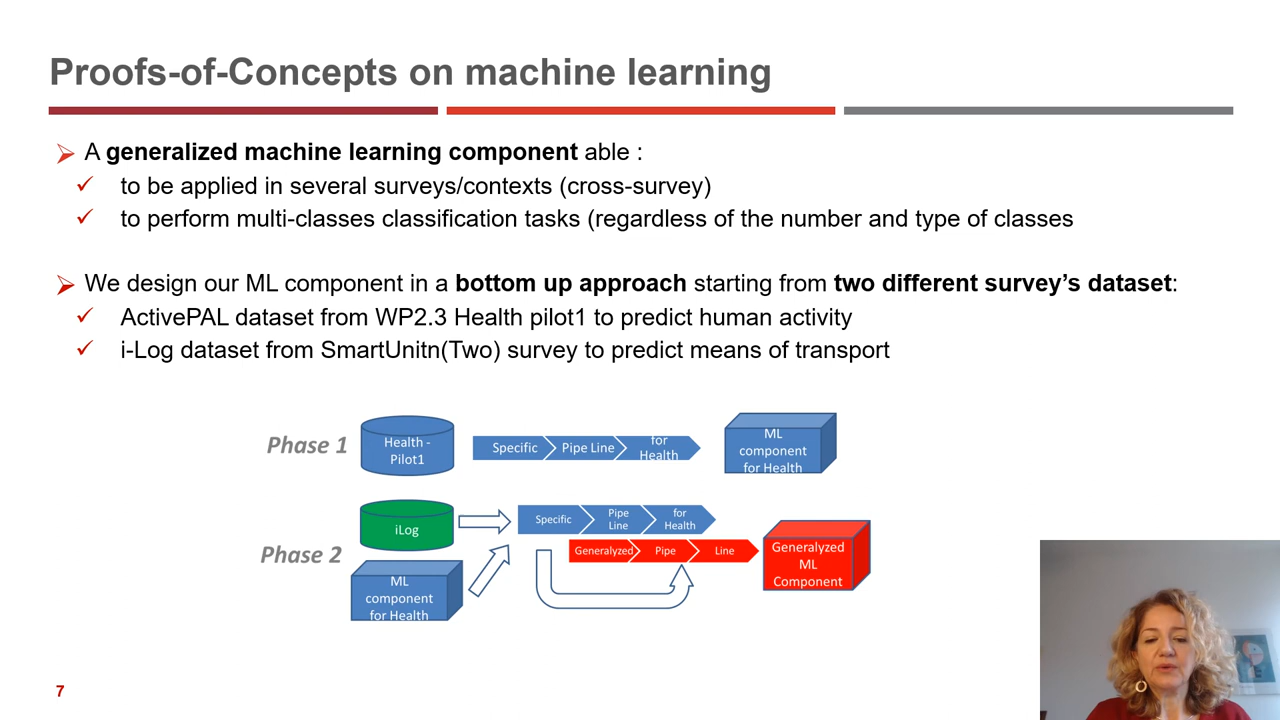 Proofs-of-Concepts on machine learning
A generalized machine learning component able :
to be applied in several surveys/contexts (cross-survey)
to perform multi-classes classification tasks (regardless of the number and type of classes
We design our ML component in a bottom up approach starting from two different survey’s dataset:
ActivePAL dataset from WP2.3 Health pilot1 to predict human activity
i-Log dataset from SmartUnitn(Two) survey to predict means of transport
Phase 1
Health -
Pilot1
Specific
Pipe Line
for
Health
ML
component
for Health
Phase 2
iLog
ML
component
for Health
Specific
Pipe
Line
for
Health
Generalyzed
Pipe
Line
Generalyzed
ML
Component
7